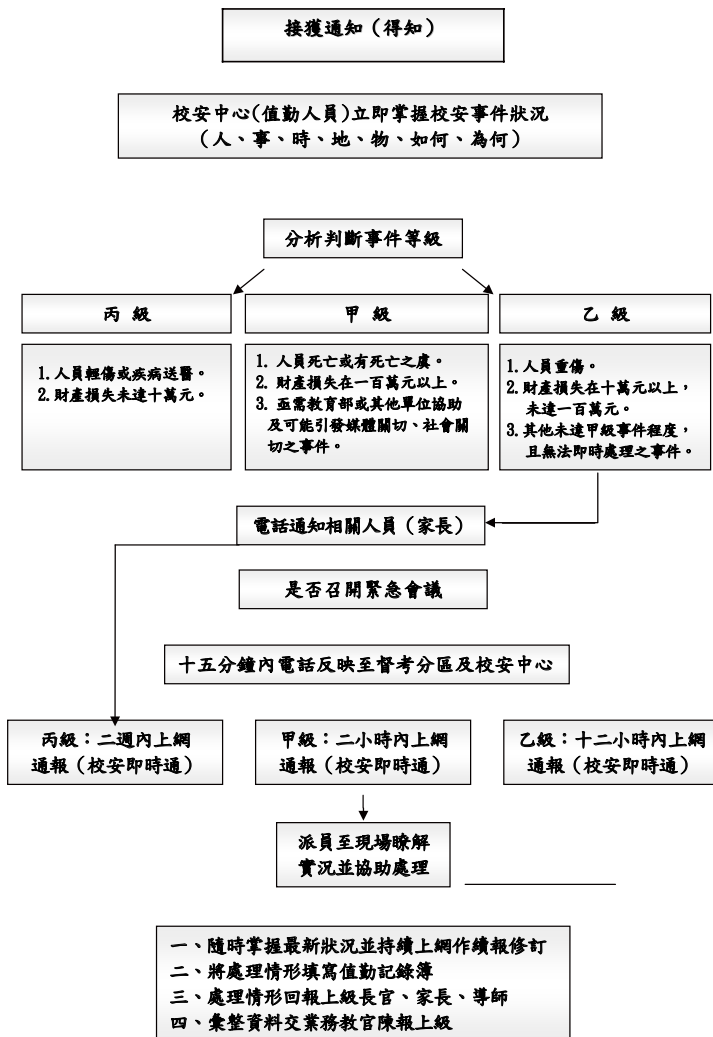 接獲通知（得知）
校安中心(值勤人員)立即掌握校安事件狀況
（人、事、時、地、物、如何、為何）
分析判斷事件等級
丙 級
1. 人員輕傷或疾病送醫。
2. 財產損失未達十萬元。
甲 級
1. 人員死亡或有死亡之虞。
2. 財產損失在一百萬元以上。
3. 亟需教育部或其他單位協助
及可能引發媒體關切、社會關
切之事件。
乙 級
1. 人員重傷。
2. 財產損失在十萬元以上，
未達一百萬元。
3. 其他未達甲級事件程度，
且無法即時處理之事件。
電話通知相關人員（家長）
是否召開緊急會議
十五分鐘內電話反映至督考分區及校安中心
丙級：二週內上網
通報（校安即時通）
甲級：二小時內上網
通報（校安即時通）
乙級：十二小時內上網
通報（校安即時通）
派員至現場瞭解
實況並協助處理
一、隨時掌握最新狀況並持續上網作續報修訂
二、將處理情形填寫值勤記錄簿
三、處理情形回報上級長官、家長、導師
四、彙整資料交業務教官陳報上級